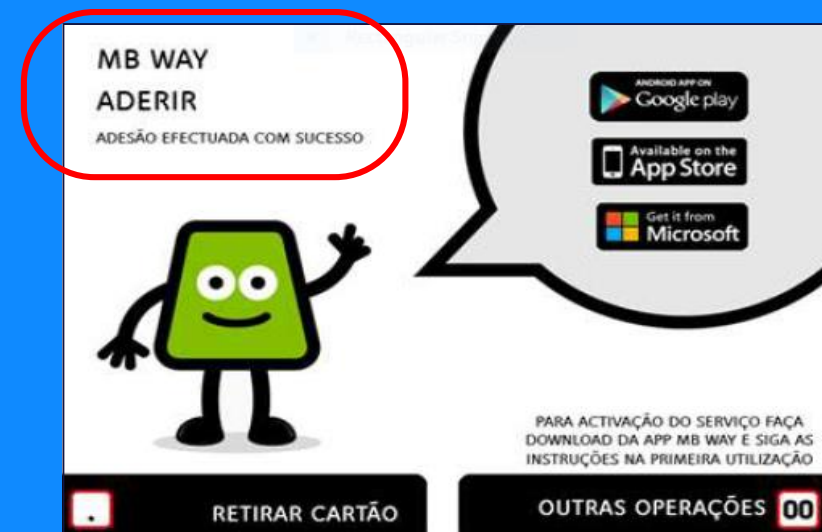 MB WAY
ADERIR
ADESÃO EFECTUADA COM SUCESSO
ANDROID APP ON
Google play
Available on the
App Store
Get it from
Microsoft
PARA ACTIVAÇÃO DO SERVIÇO FAÇA
DOWNLOAD DA APP MB WAY E SIGA AS
INSTRUÇÕES NA PRIMEIRA UTILIZAÇÃO
. RETIRAR CARTÃO
OUTRAS OPERAÇÕES 00